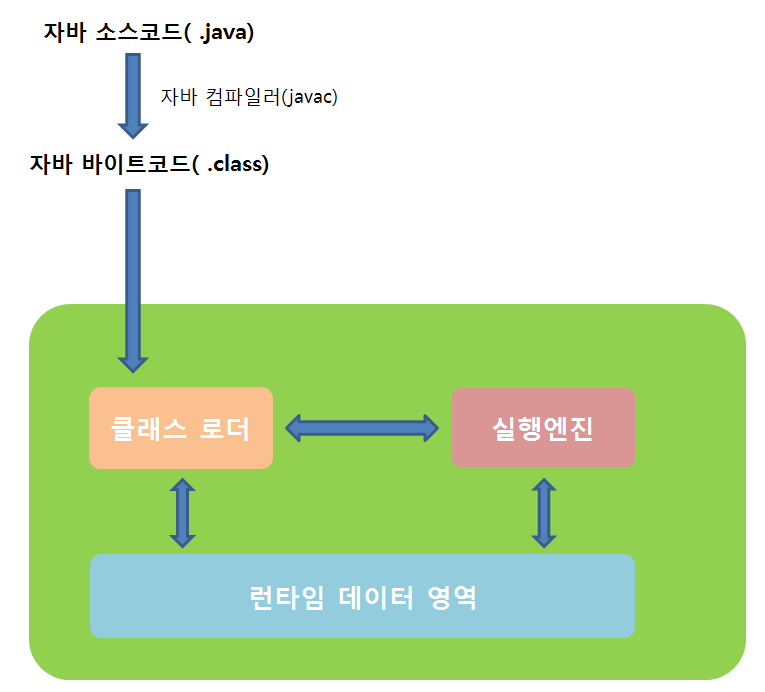 자바 소스코드( .java)
자바 컴파일러(javac)
자바 바이트코드( .class)
클래스 로더
실행엔진
런타임 데이터 영역